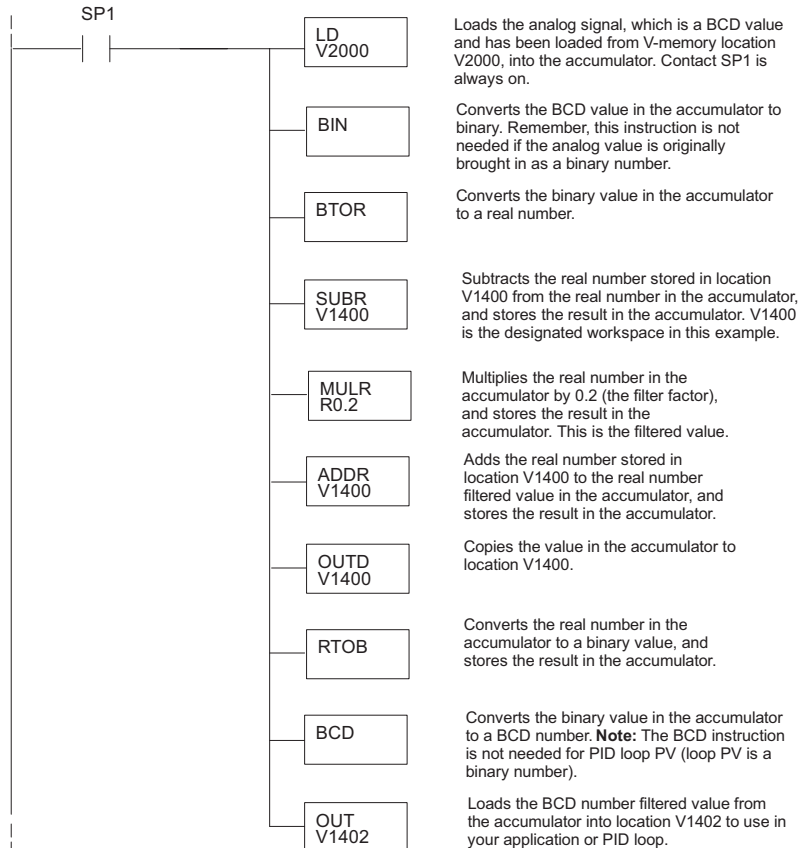 SP1
LD
V2000
Loads the analog signal, which is a BCD value
and has been loaded from V-memory location
V2000, into the accumulator. Contact SP1 is
always on.
BIN
Converts the BCD value in the accumulator to
binary. Remember, this instruction is not
needed if the analog value is originally
brought in as a binary number.
BTOR
Converts the binary value in the accumulator
to a real number.
SUBR
V1400
Subtracts the real number stored in location
V1400 from the real number in the accumulator,
and stores the result in the accumulator. V1400
is the designated workspace in this example.
MULR
R0.2
Multiplies the real number in the
accumulator by 0.2 (the filter factor),
and stores the result in the
accumulator. This is the filtered value.
ADDR
V1400
Adds the real number stored in
location V1400 to the real number
filtered value in the accumulator, and
stores the result in the accumulator.
OUTD
V1400
Copies the value in the accumulator to
location V1400.
RTOB
Converts the real number in the
accumulator to a binary value, and
stores the result in the accumulator.
BCD
Converts the binary value in the accumulator
to a BCD number. Note: The BCD instruction
is not needed for PID loop PV (loop PV is a
binary number).
OUT
V1402
Loads the BCD number filtered value from
the accumulator into location V1402 to use in
your application or PID loop.